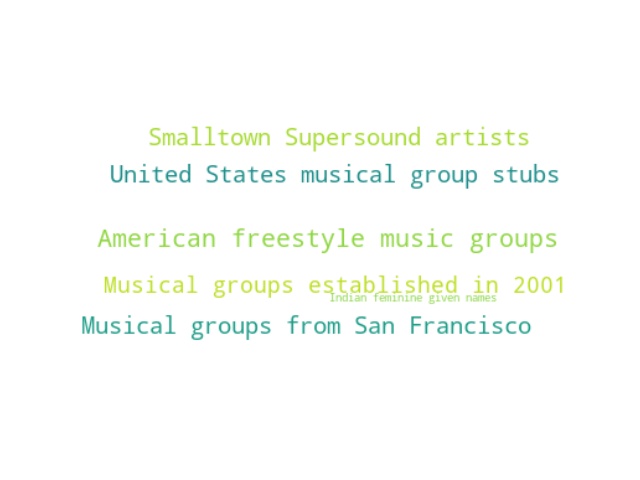 Smalltown Supersound artists
United States musical group stubs
American freestyle music groups
Musical groups established in 2001
Indian feminine given names
Musical groups from San Francisco